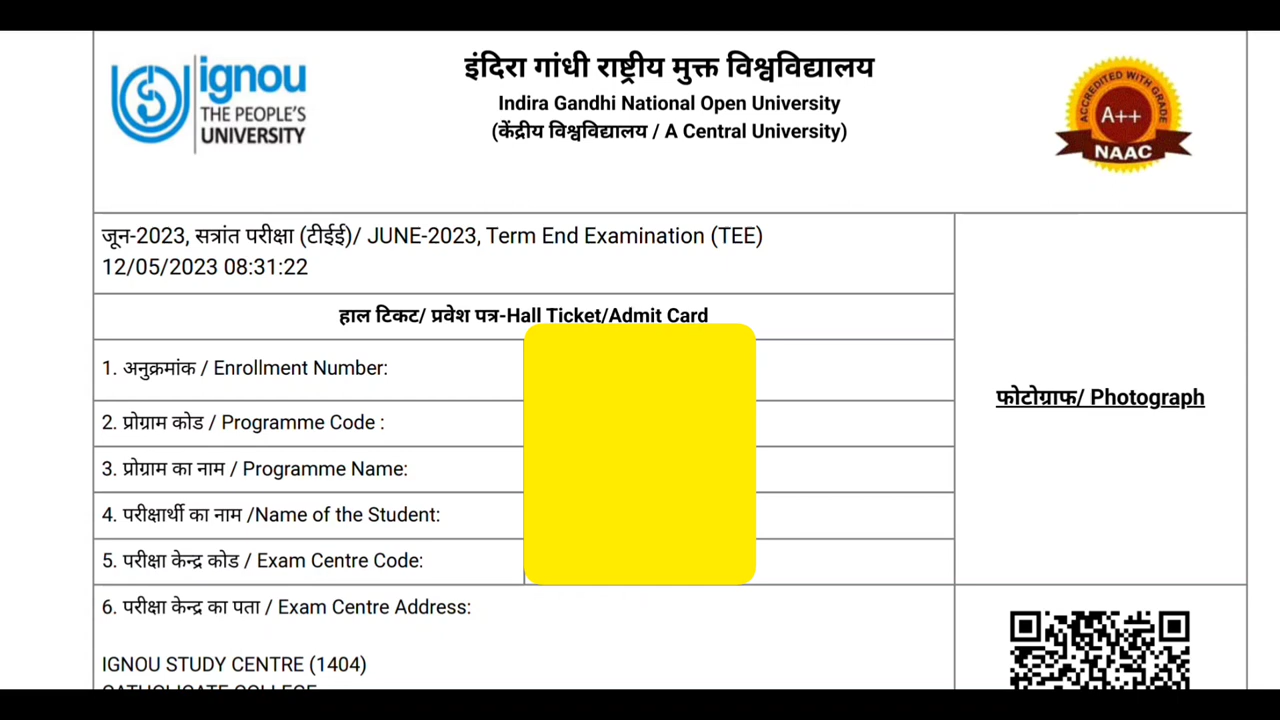 ignou
THE PEOPLE'S
UNIVERSITY
इंदिरा गांधी राष्ट्रीय मुक्त विश्वविद्यालय
Indira Gandhi National Open University
(केंद्रीय विश्वविद्यालय / A Central University)
ACCREDITED WITH GRADE
A++
NAAC
जून-2023, सत्रांत परीक्षा (टीईई)/ JUNE-2023, Term End Examination (TEE)
12/05/2023 08:31:22
हाल टिकट/ प्रवेश पत्र-Hall Ticket/Admit Card
1. अनुक्रमांक / Enrollment Number:
2. प्रोग्राम कोड / Programme Code :
3. प्रोग्राम का नाम / Programme Name:
4. परीक्षार्थी का नाम /Name of the Student:
5. परीक्षा केन्द्र कोड / Exam Centre Code:
फोटोग्राफ/ Photograph
6. परीक्षा केन्द्र का पता / Exam Centre Address:
IGNOU STUDY CENTRE (1404)
CATHOLICATE COLLEGE